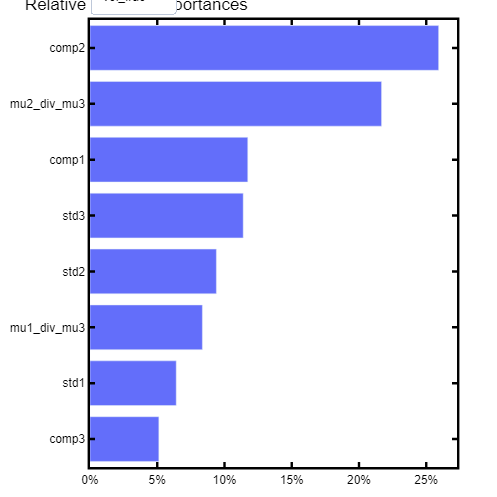 Relative portances
comp2
mu2_div_mu3
comp1
std3
std2
mu1_div_mu3
std1
comp3
0% 5% 10% 15% 20% 25%